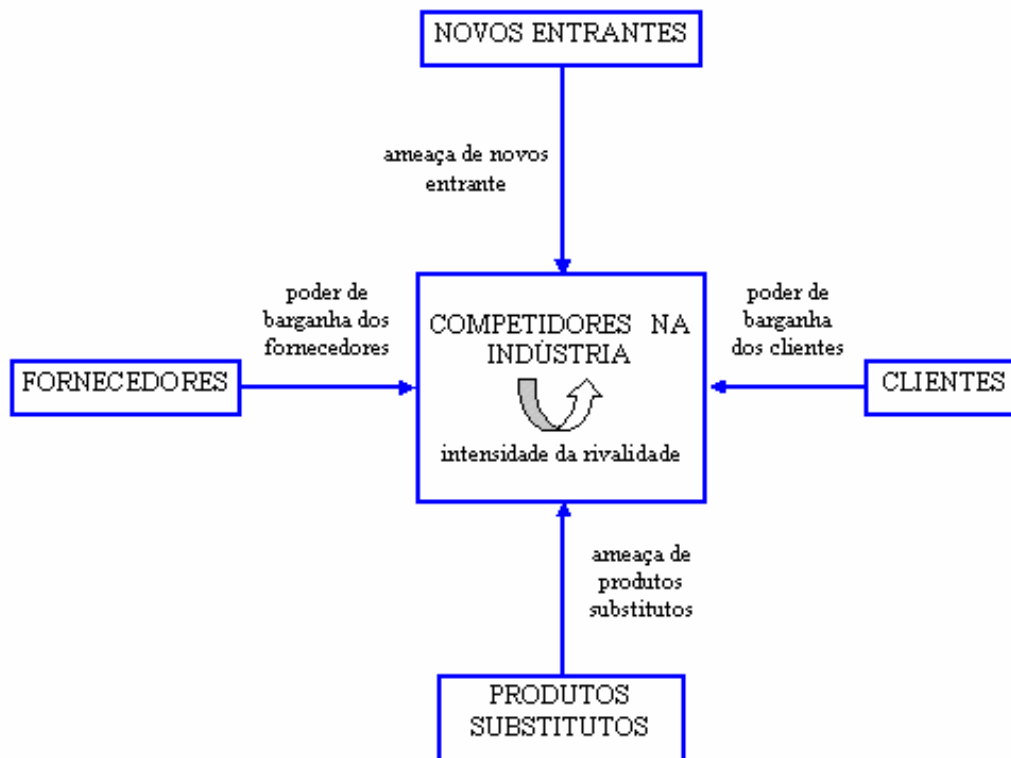 NOVOS ENTRANTES
ameaça de novos
entrante
poder de
barganha dos
fornecedores
FORNECEDORES
COMPETIDORES NA
INDÚSTRIA
intensidade da rivalidade
poder de
barganha
dos clientes
CLIENTES
ameaça de
produtos
substitutos
PRODUTOS
SUBSTITUTOS